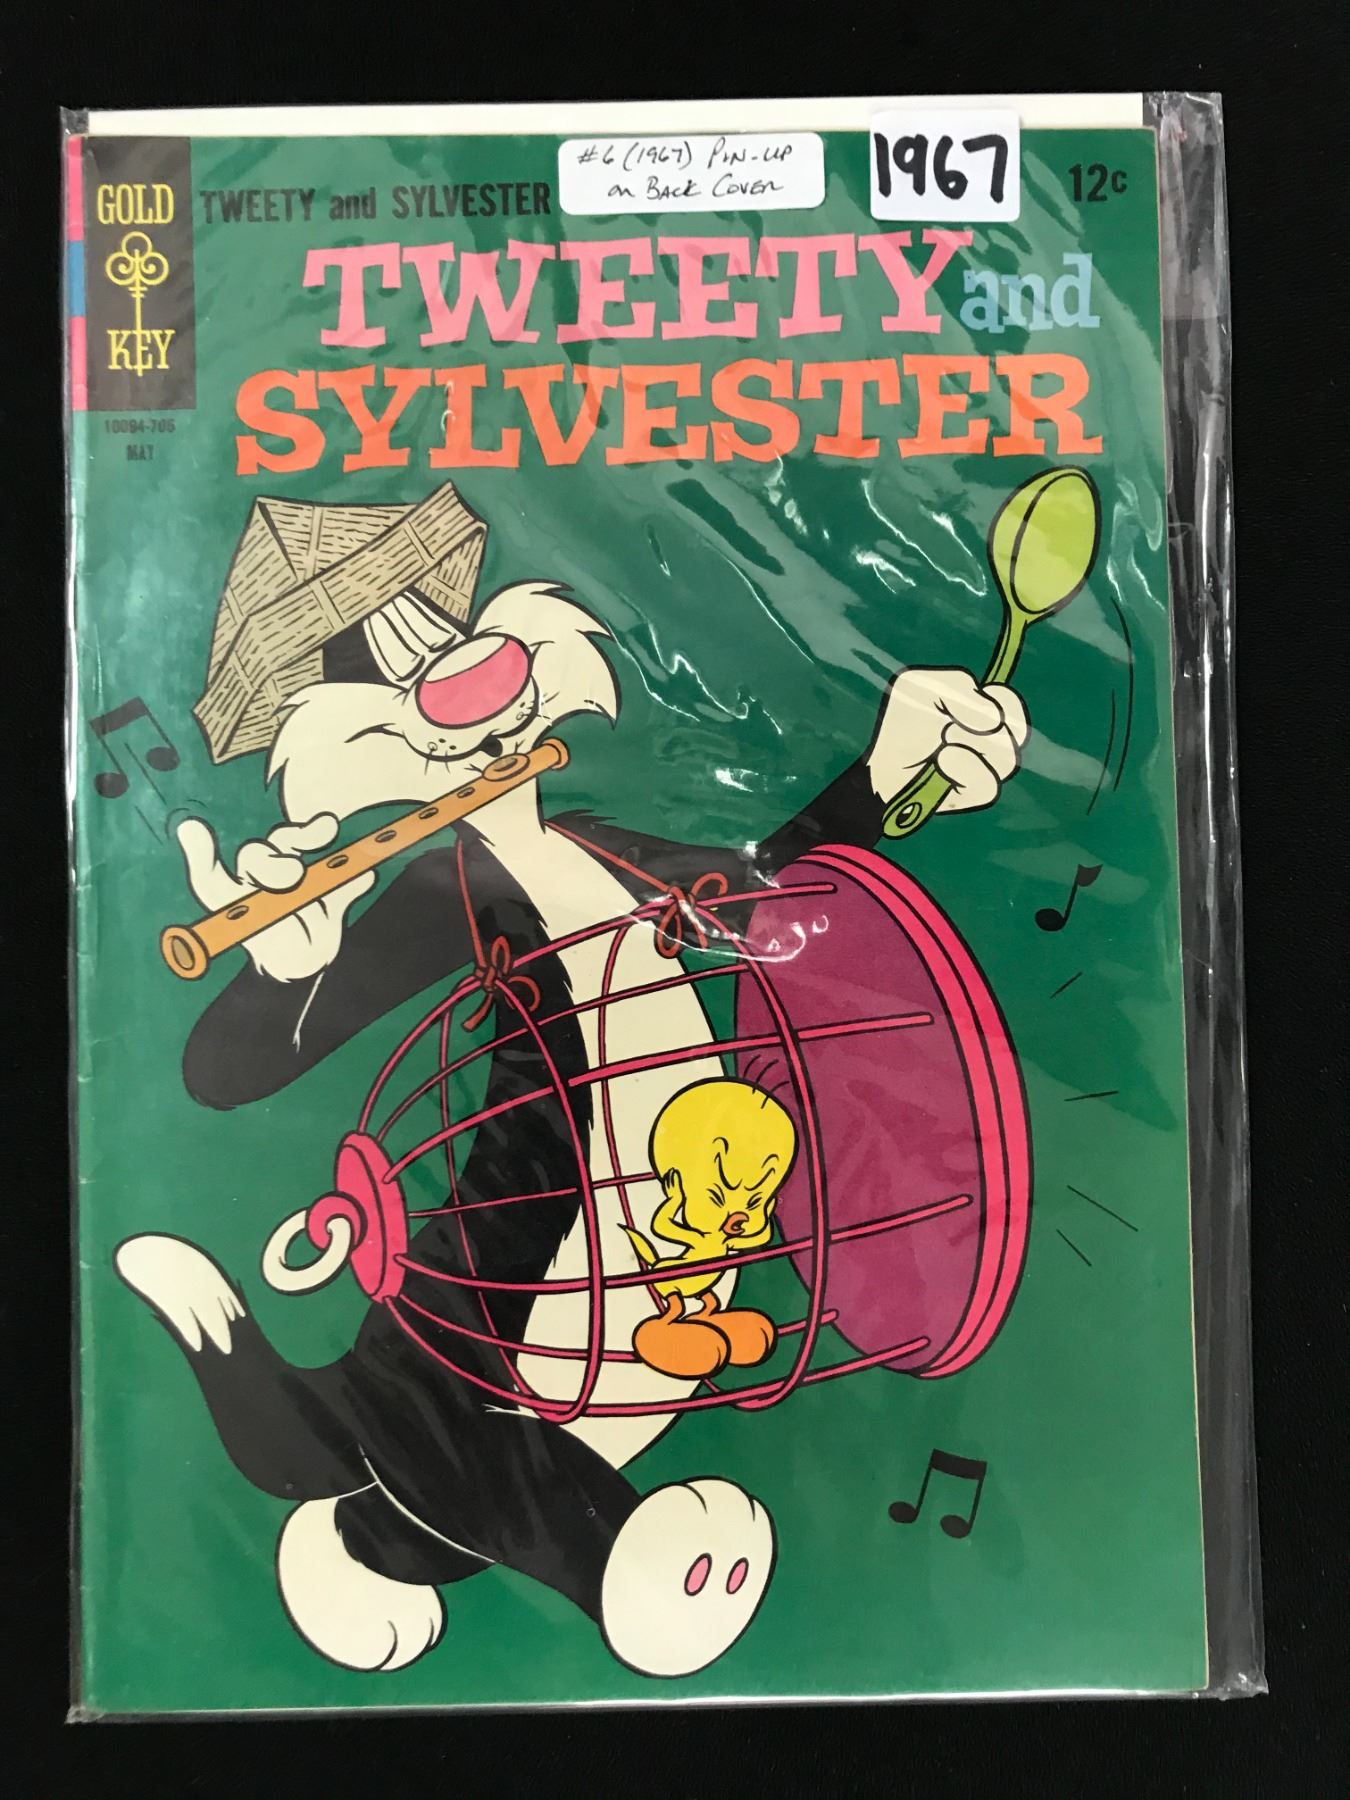 #6 (1967) PIN-UP
on BACK COVER
1967
12c
GOLD
KEY
TWEETY and SYLVESTER
TWEETY and
SYLVESTER
10094-705
MAY